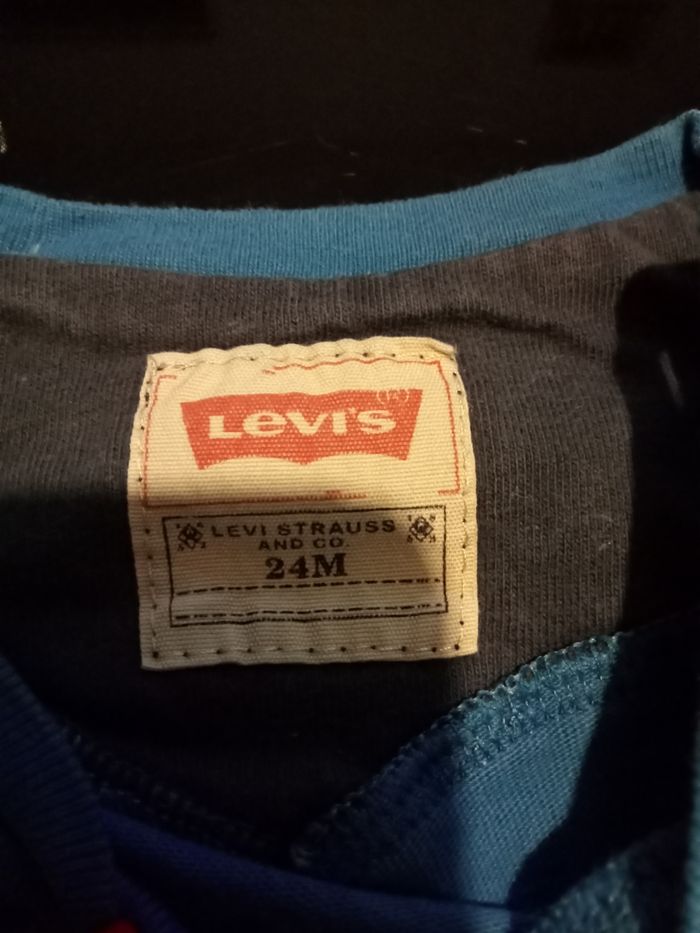 Levi's
LEVI STRAUSS
AND CO.
24M